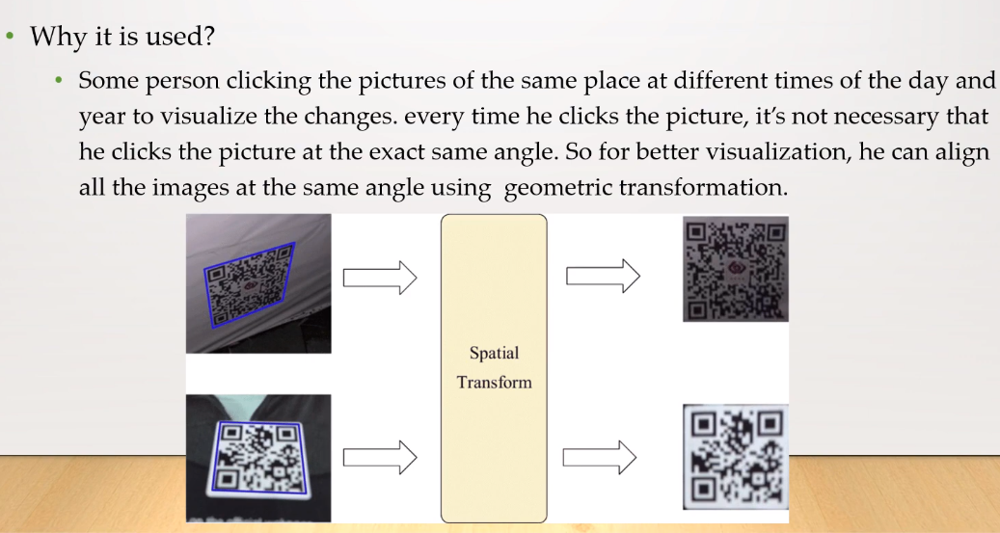 Why it is used?
Some person clicking the pictures of the same place at different times of the day and
year to visualize the changes. every time he clicks the picture, it’s not necessary that
he clicks the picture at the exact same angle. So for better visualization, he can align
all the images at the same angle using geometric transformation.
Spatial
Transform